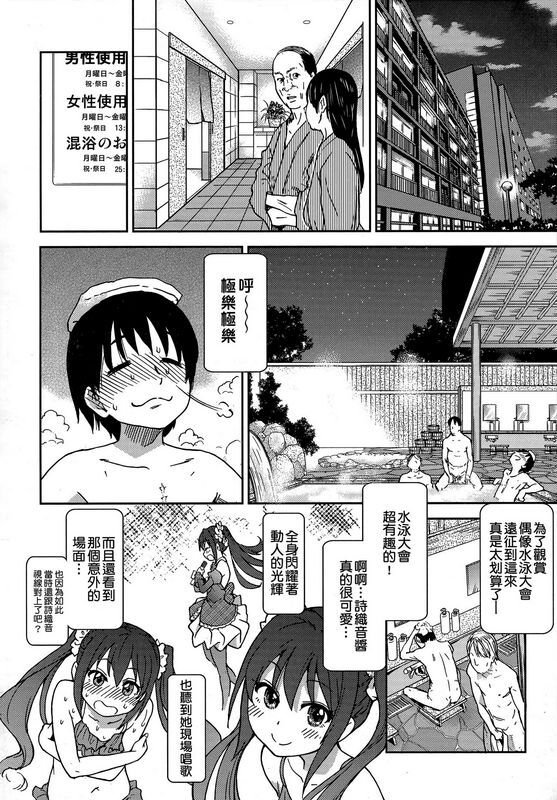 男性使用
月曜日~金曜
祝・祭日 8:
女性使用
月曜日~金曜
祝・祭日 13:
混浴のお
月曜日~金曜
祝・祭日 25:
呼~~
極樂極樂
為了觀賞
偶像水泳大會
遠征到這來
真是太划算了ー
水泳大會
超有趣的！
啊啊…詩織音醬
真的很可愛…
全身閃耀著
動人的光輝
也聽到她現場唱歌
而且還看到
那個意外的
場面…
也因為如此
當時還跟詩織音
視線對上了吧？